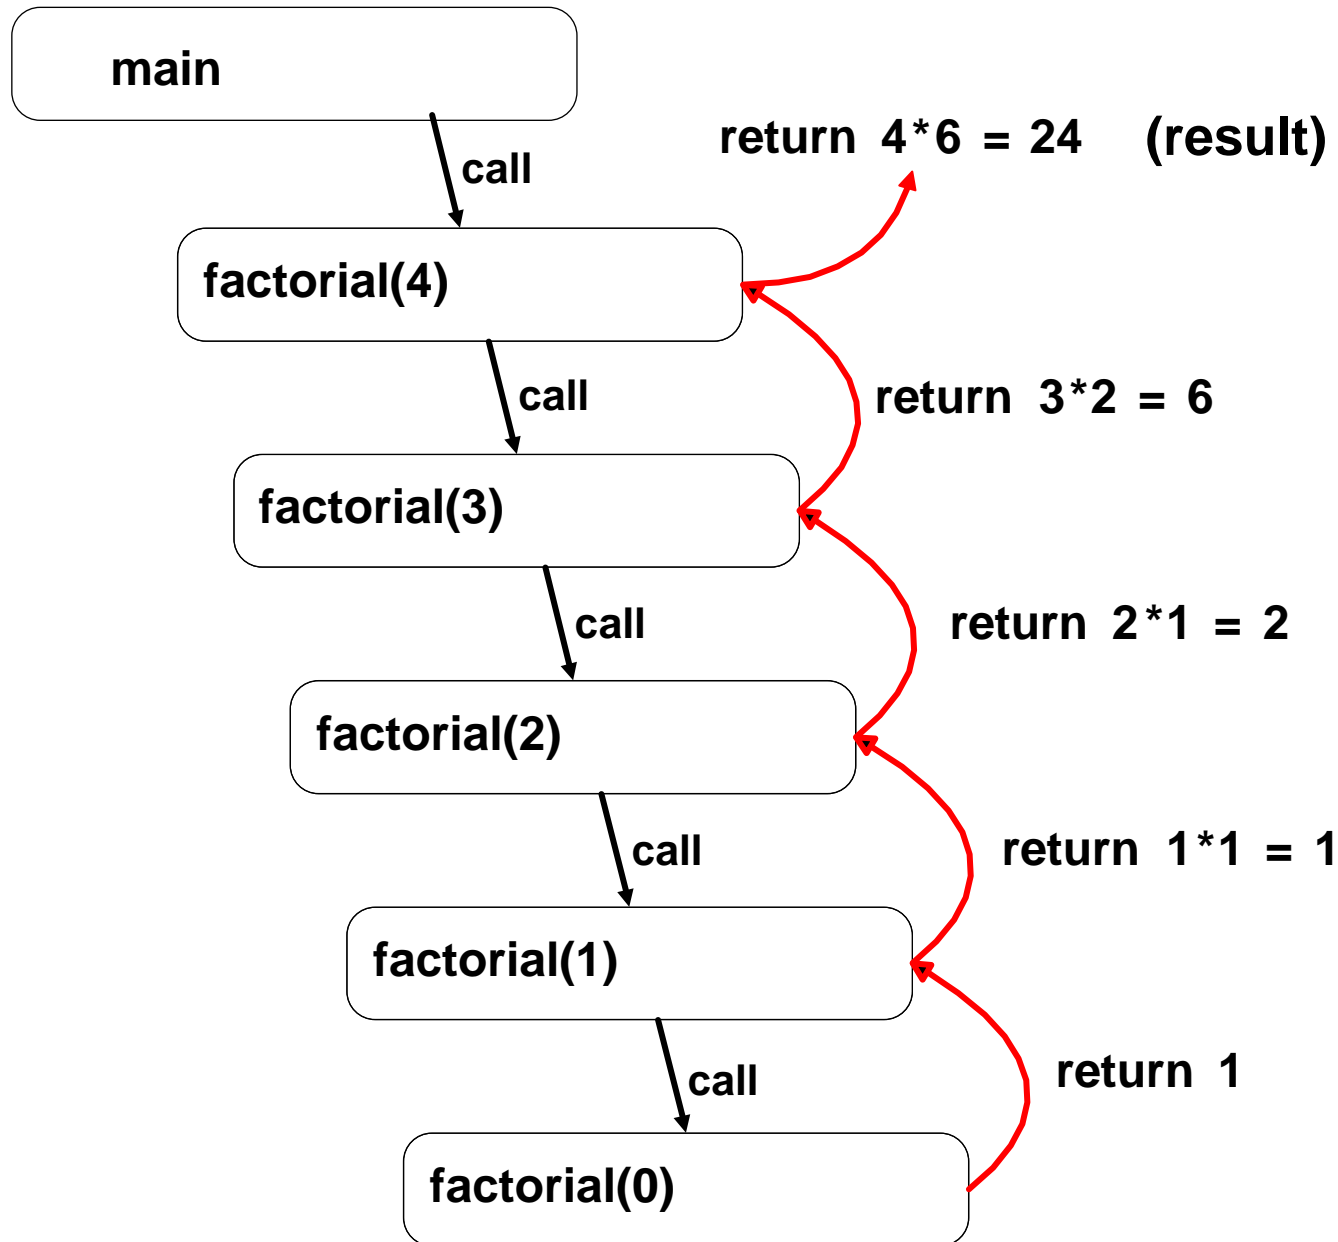 main
return 4*6 = 24 (result)
call
factorial(4)
call
return 3*2 = 6
factorial(3)
call
return 2*1 = 2
factorial(2)
call
return 1*1 = 1
factorial(1)
call
return 1
factorial(0)